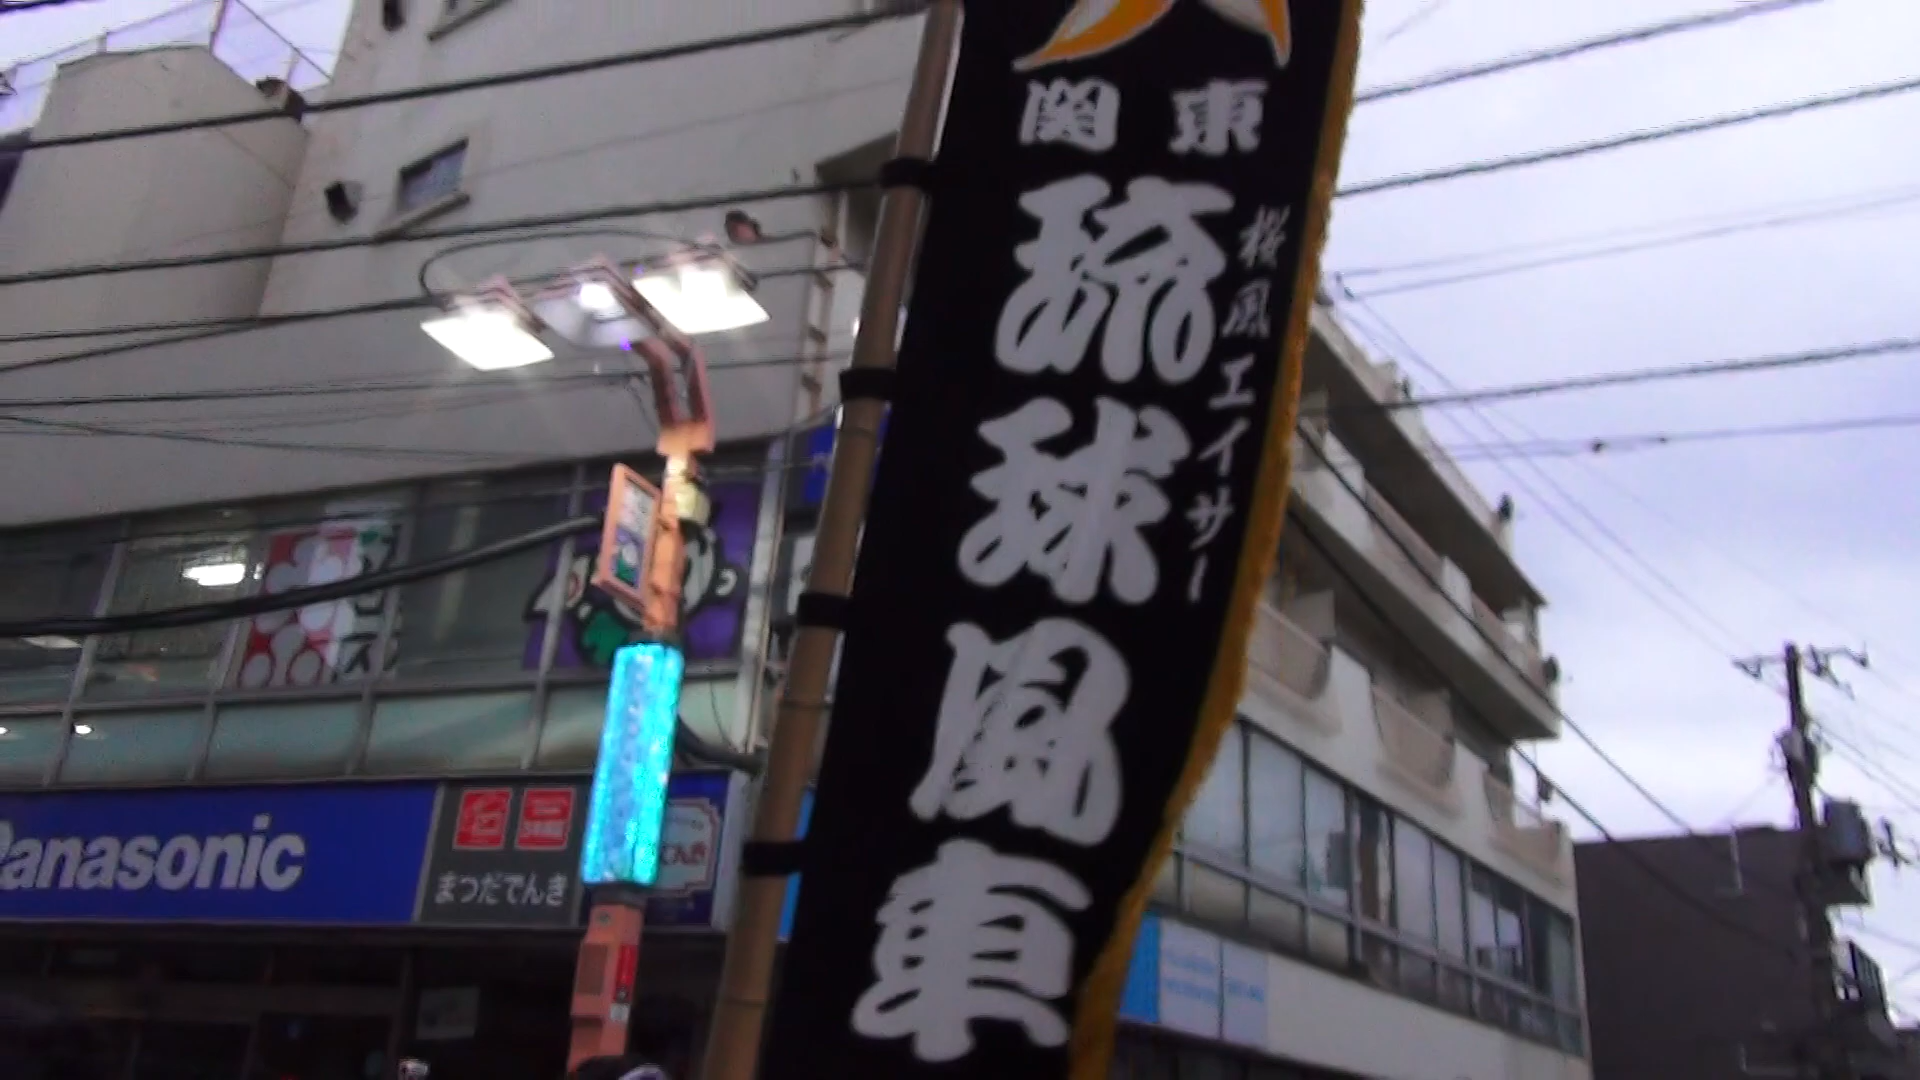 関東
琉球風車
桜風エイサー
Panasonic
まつだでんき